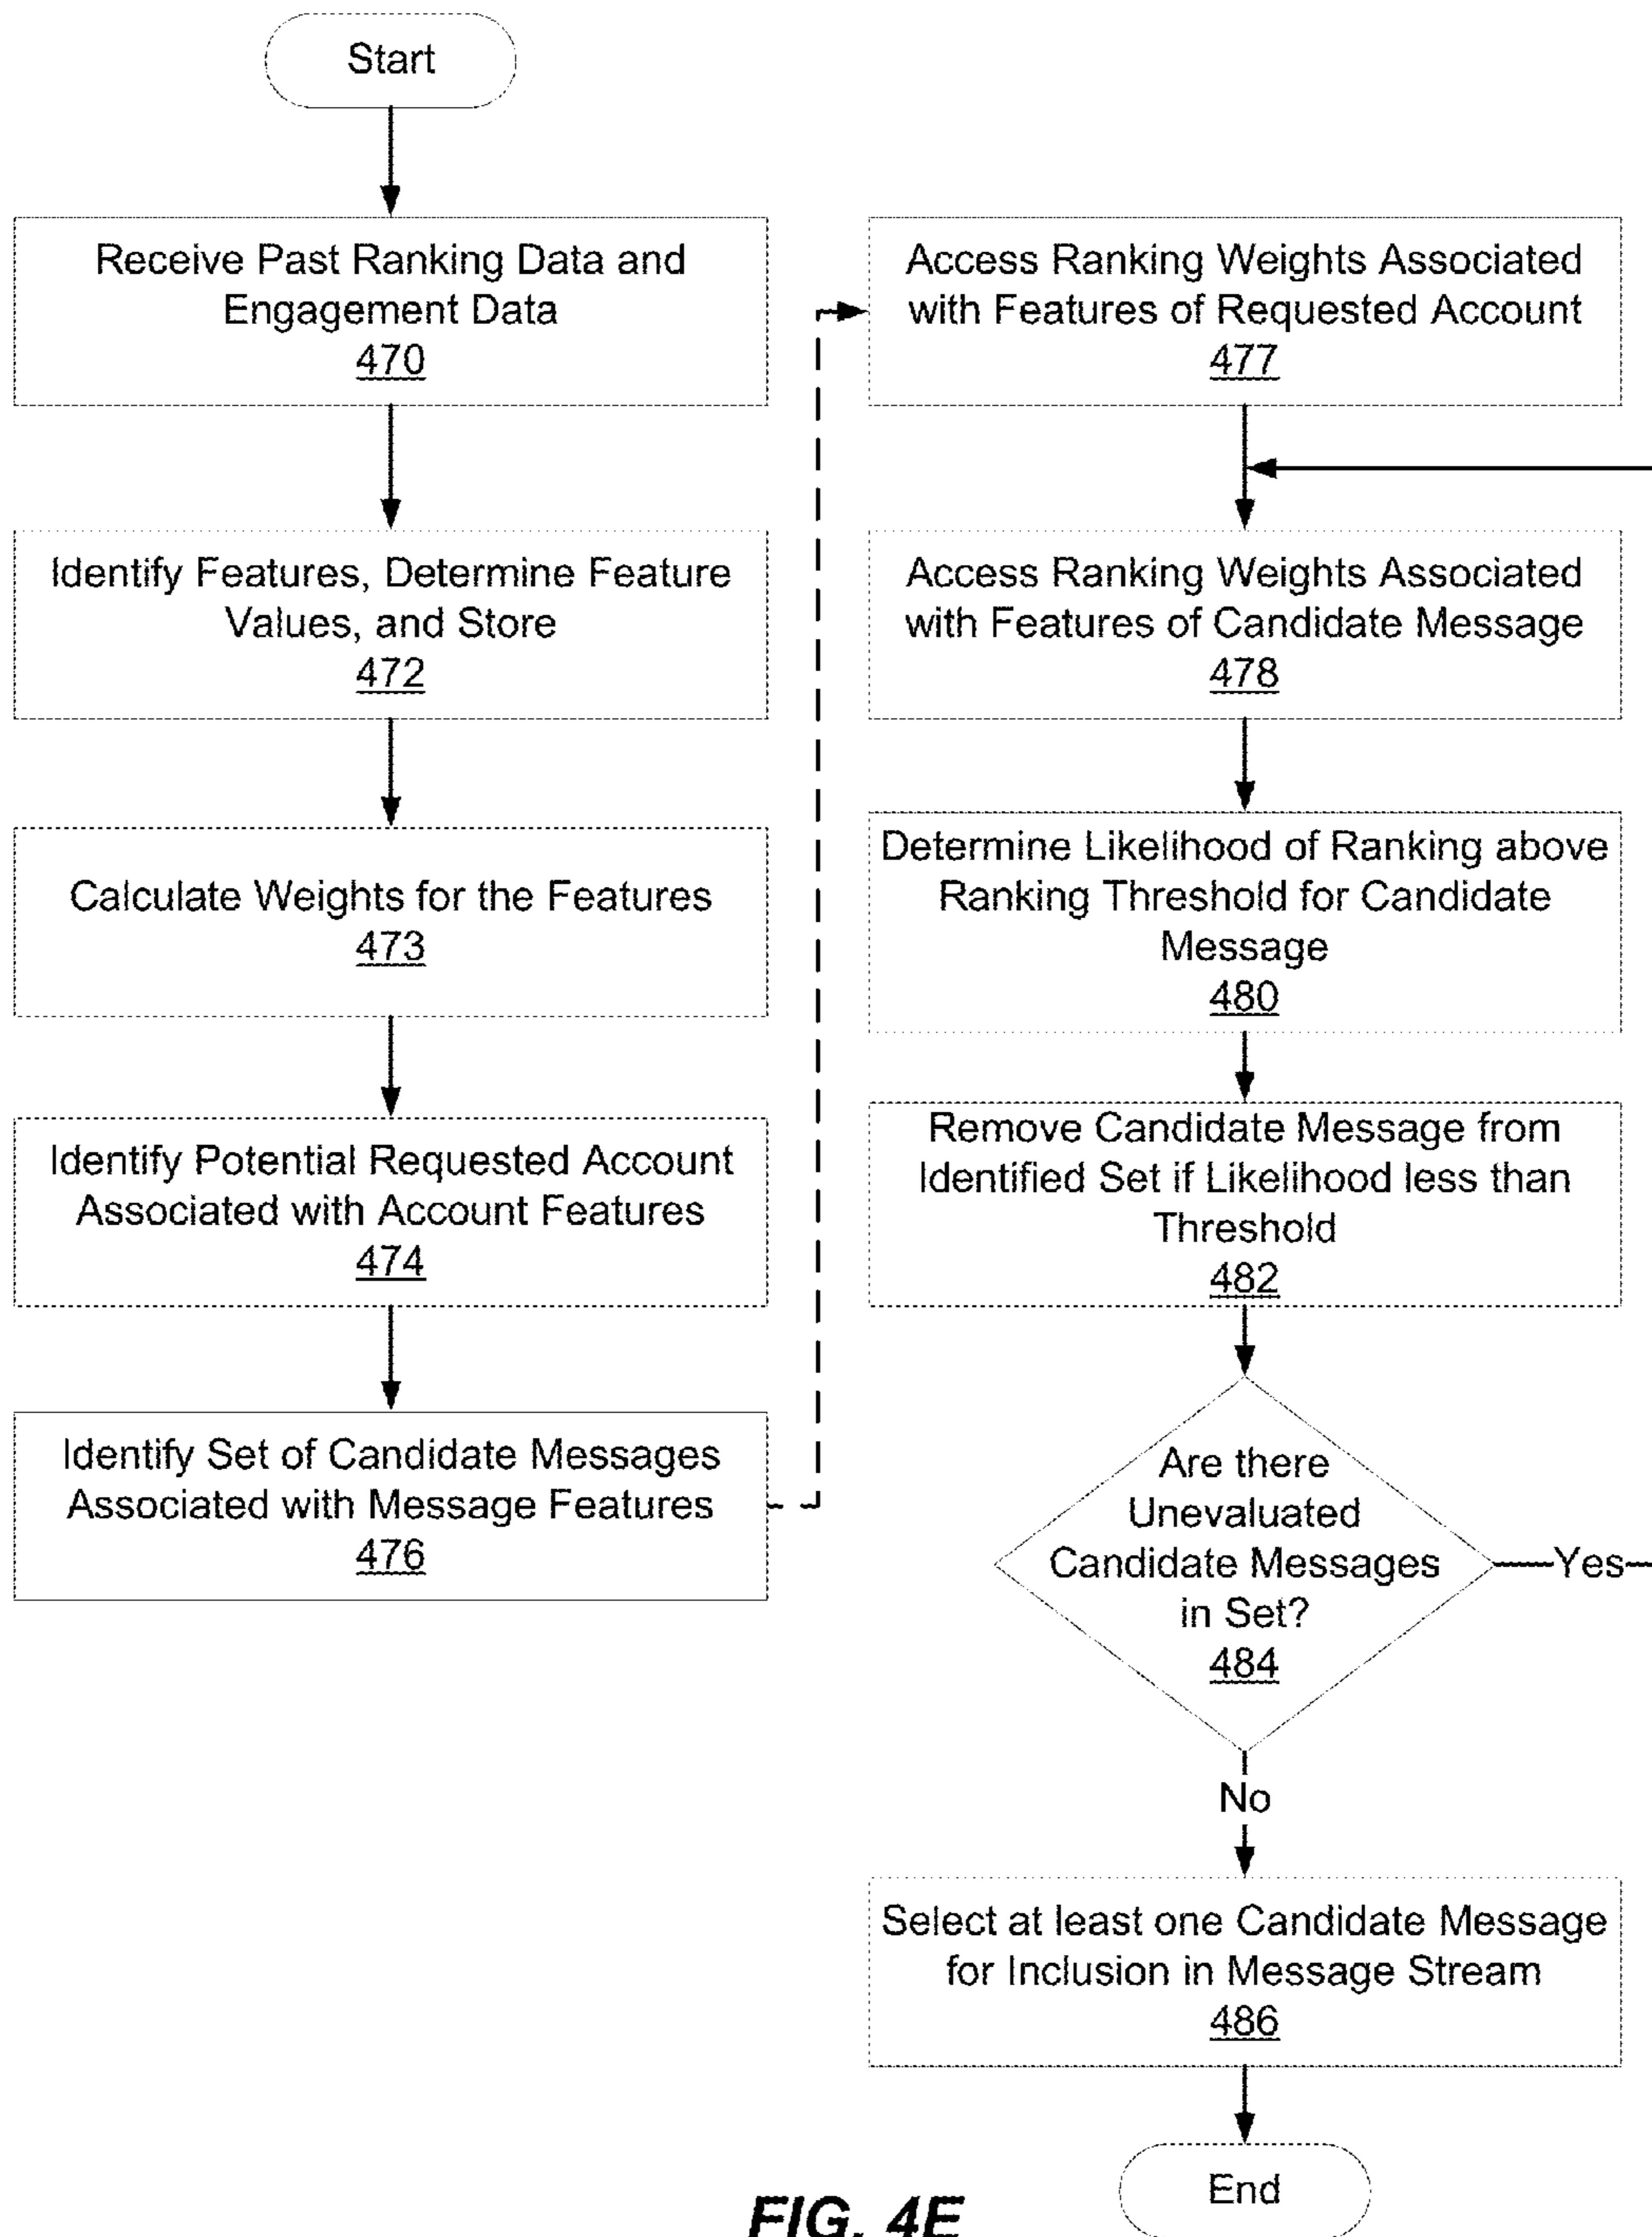 Start
Receive Past Ranking Data and
Engagement Data
470
Identify Features, Determine Feature
Values, and Store
472
Calculate Weights for the Features
473
Identify Potential Requested Account
Associated with Account Features
474
Identify Set of Candidate Messages
Associated with Message Features
476
Access Ranking Weights Associated
with Features of Requested Account
477
Access Ranking Weights Associated
with Features of Candidate Message
478
Determine Likelihood of Ranking above
Ranking Threshold for Candidate
Message
480
Remove Candidate Message from
Identified Set if Likelihood less than
Threshold
482
Are there
Unevaluated
Candidate Messages
in Set?
484
Yes
No
Select at least one Candidate Message
for Inclusion in Message Stream
486
End
FIG. 4E